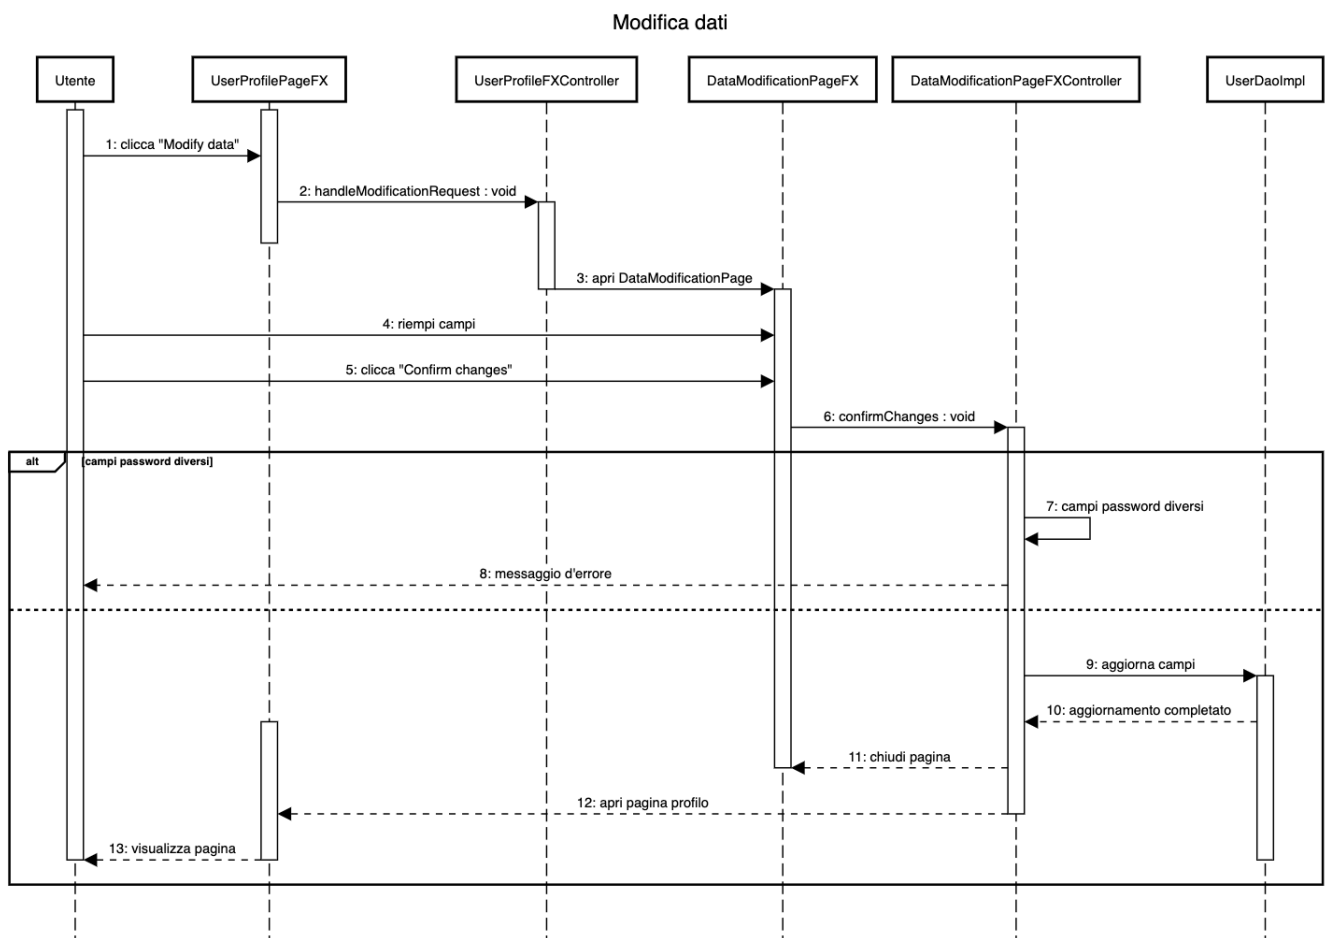 Modifica dati
Utente
UserProfilePageFX
UserProfileFXController
DataModificationPageFX
DataModificationPageFXController
UserDaoImpl
1: clicca "Modify data"
2: handleModificationRequest : void
3: apri DataModificationPage
4: riempi campi
5: clicca "Confirm changes"
6: confirmChanges : void
alt
[campi password diversi]
7: campi password diversi
8: messaggio d'errore
9: aggiorna campi
10: aggiornamento completato
11: chiudi pagina
12: apri pagina profilo
13: visualizza pagina